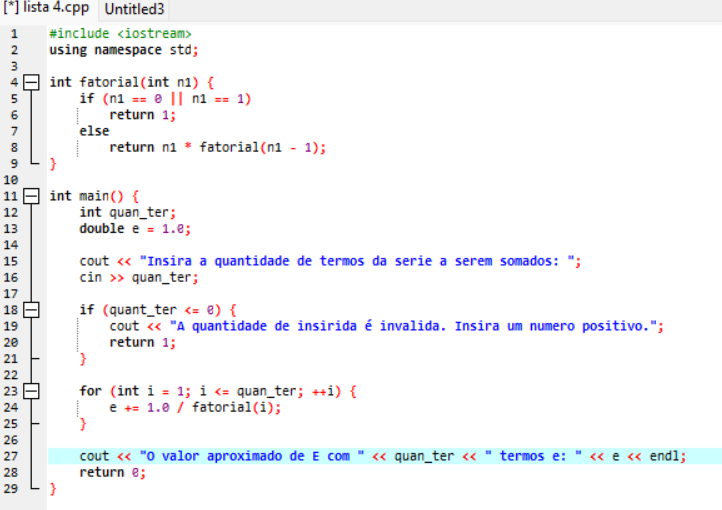 [*] lista 4.cpp Untitled3
1 #include <iostream>
2 using namespace std;
3
4 int fatorial(int n1) {
5 if (n1 == 0 || n1 == 1)
6 return 1;
7 else
8 return n1 * fatorial(n1 - 1);
9 }
10
11 int main() {
12 int quan_ter;
13 double e = 1.0;
14
15 cout << "Insira a quantidade de termos da serie a serem somados: ";
16 cin >> quan_ter;
17
18 if (quant_ter <= 0) {
19 cout << "A quantidade de insirida é invalida. Insira um numero positivo.";
20 return 1;
21 }
22
23 for (int i = 1; i <= quan_ter; ++i) {
24 e += 1.0 / fatorial(i);
25 }
26
27 cout << "O valor aproximado de E com " << quan_ter << " termos e: " << e << endl;
28 return 0;
29 }